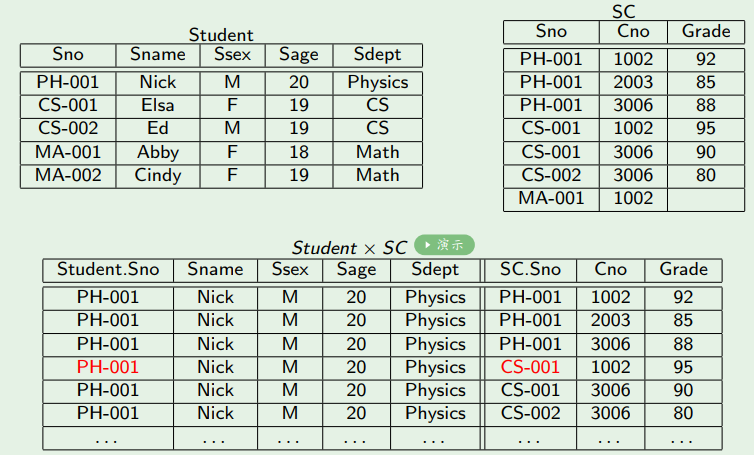 Student
Sno Sname Ssex Sage Sdept
PH-001 Nick M 20 Physics
CS-001 Elsa F 19 CS
CS-002 Ed M 19 CS
MA-001 Abby F 18 Math
MA-002 Cindy F 19 Math
SC
Sno Cno Grade
PH-001 1002 92
PH-001 2003 85
PH-001 3006 88
CS-001 1002 95
CS-001 3006 90
CS-002 3006 80
MA-001 1002
Student × SC 演示
Student.Sno Sname Ssex Sage Sdept SC.Sno Cno Grade
PH-001 Nick M 20 Physics PH-001 1002 92
PH-001 Nick M 20 Physics PH-001 2003 85
PH-001 Nick M 20 Physics PH-001 3006 88
PH-001 Nick M 20 Physics CS-001 1002 95
PH-001 Nick M 20 Physics CS-001 3006 90
PH-001 Nick M 20 Physics CS-002 3006 80
... ... ... ... ... ... ... ...